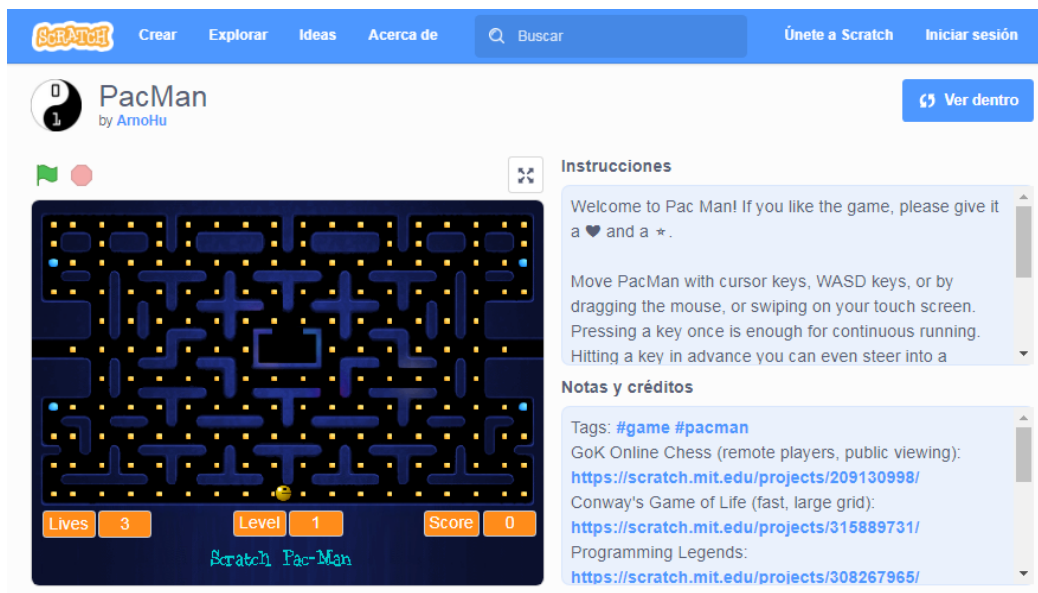 SCRATCH Crear Explorar Ideas Acerca de Buscar Únete a Scratch Iniciar sesión
0
1
PacMan
by ArnoHu
Ver dentro
Instrucciones
Welcome to Pac Man! If you like the game, please give it
a ♥ and a ⋆.
Move PacMan with cursor keys, WASD keys, or by
dragging the mouse, or swiping on your touch screen.
Pressing a key once is enough for continuous running.
Hitting a key in advance you can even steer into a
Notas y créditos
Tags: #game #pacman
GoK Online Chess (remote players, public viewing):
https://scratch.mit.edu/projects/209130998/
Conway's Game of Life (fast, large grid):
https://scratch.mit.edu/projects/315889731/
Programming Legends:
https://scratch.mit.edu/projects/308267965/
Lives 3 Level 1 Score 0
Scratch Pac-Man